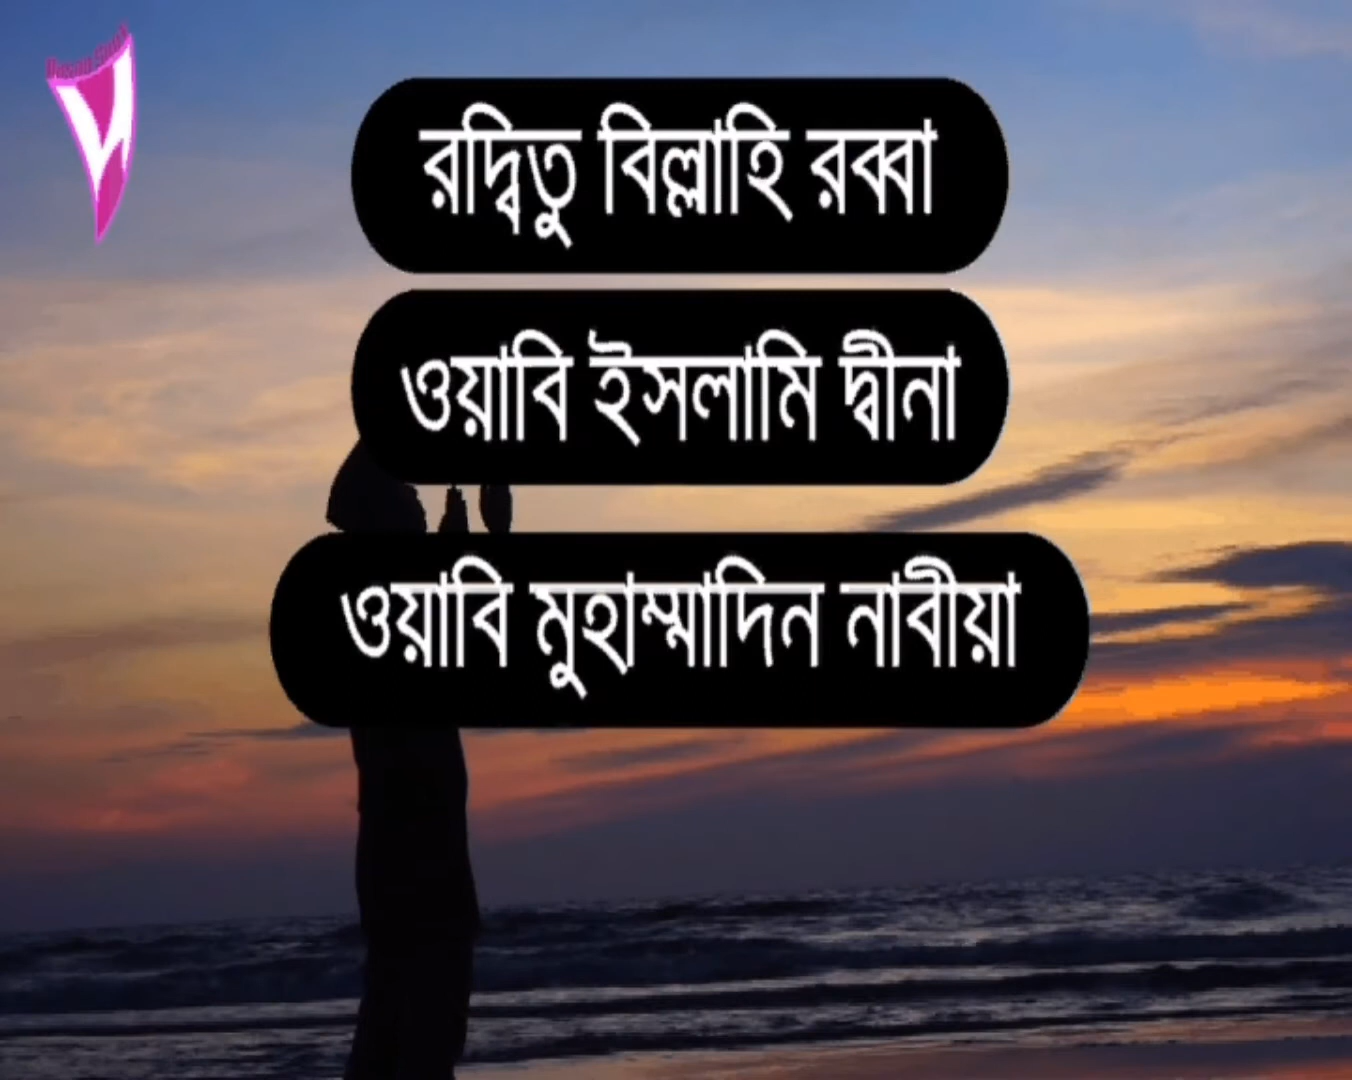 রদ্বিতু বিল্লাহি রব্বা
ওয়াবি ইসলামি দ্বীনা
ওয়াবি মুহাম্মাদিন নাবীয়া